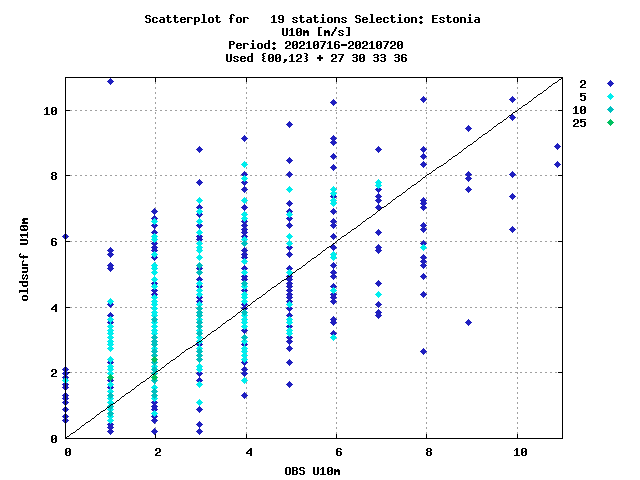 Scatterplot for 19 stations Selection: Estonia
U10m [m/s]
Period: 20210716-20210720
Used {00,12} + 27 30 33 36
2
5
10
25
10
8
6
4
2
0
oldsurf U10m
0 2 4 6 8 10
OBS U10m